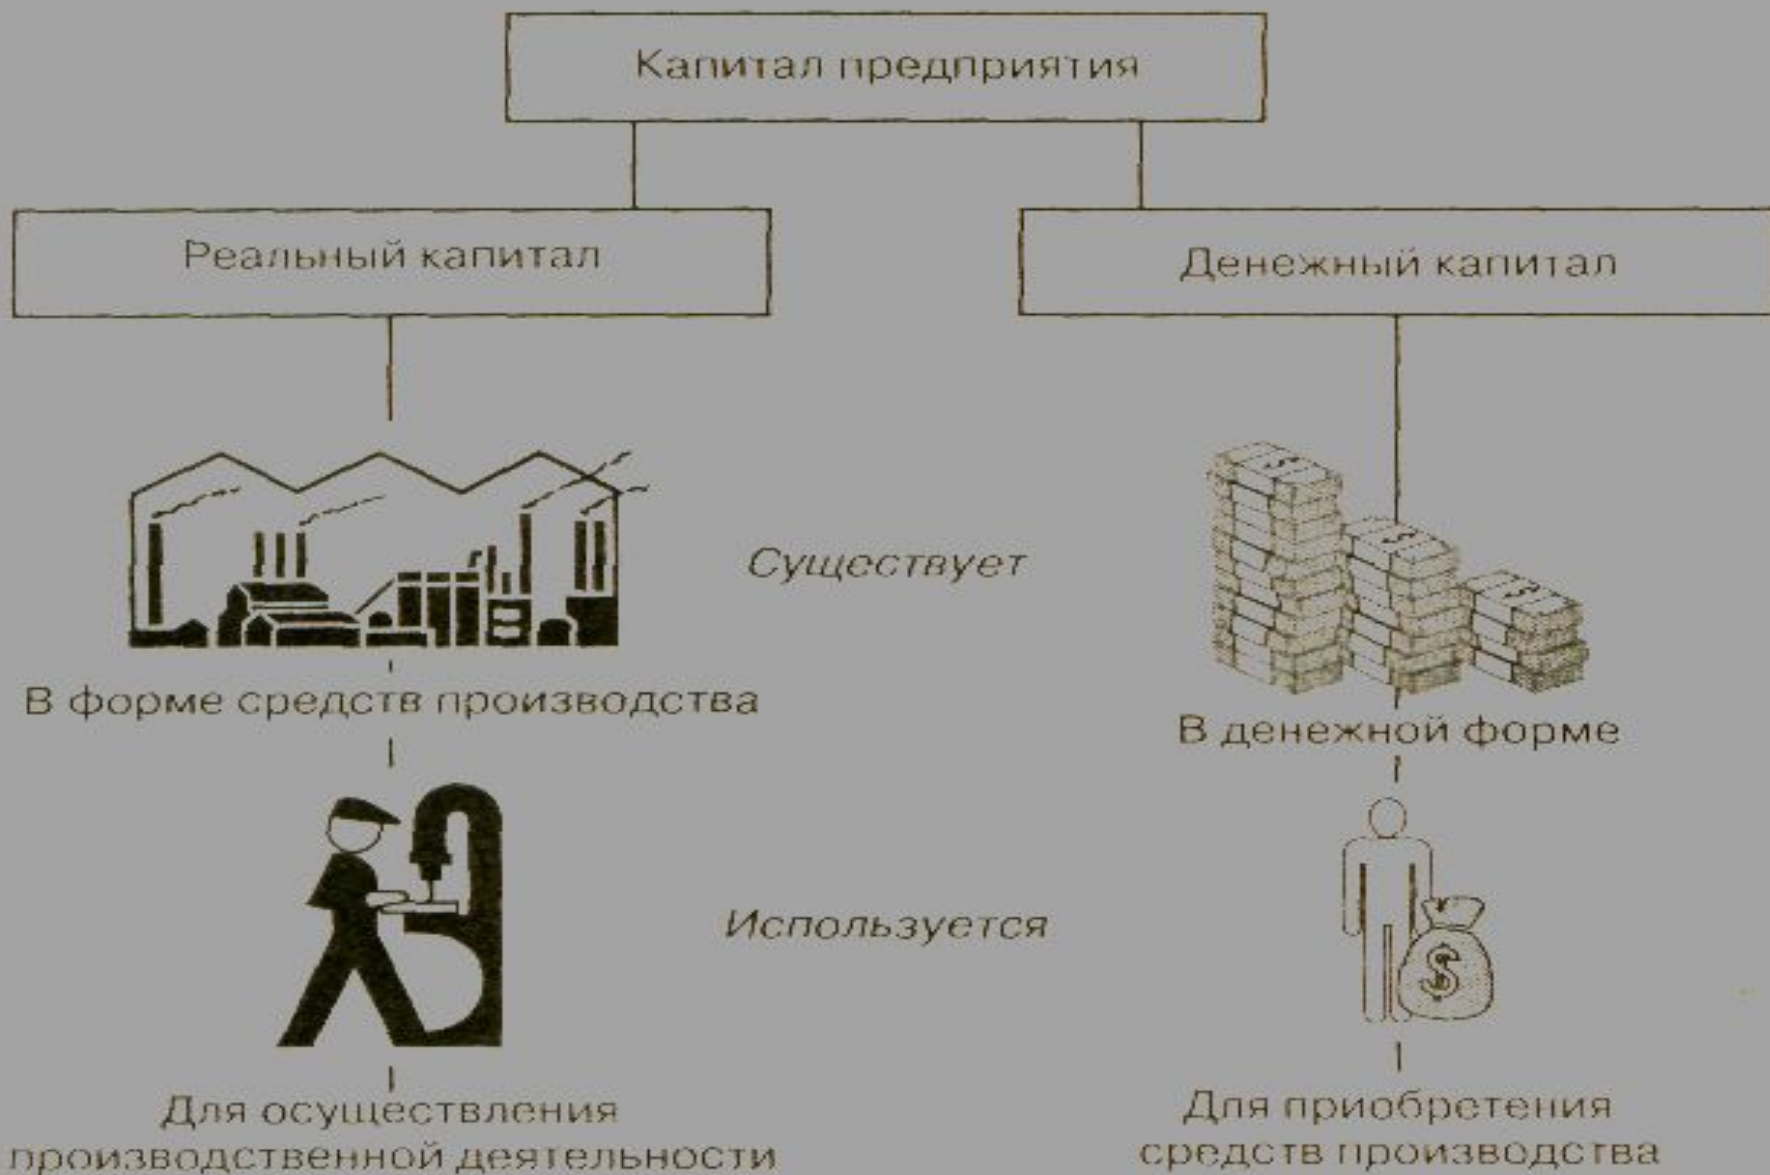 Капитал предприятия
Реальный капитал
Денежный капитал
Существует
В форме средств производства
В денежной форме
Используется
Для осуществления
производственной деятельности
Для приобретения
средств производства